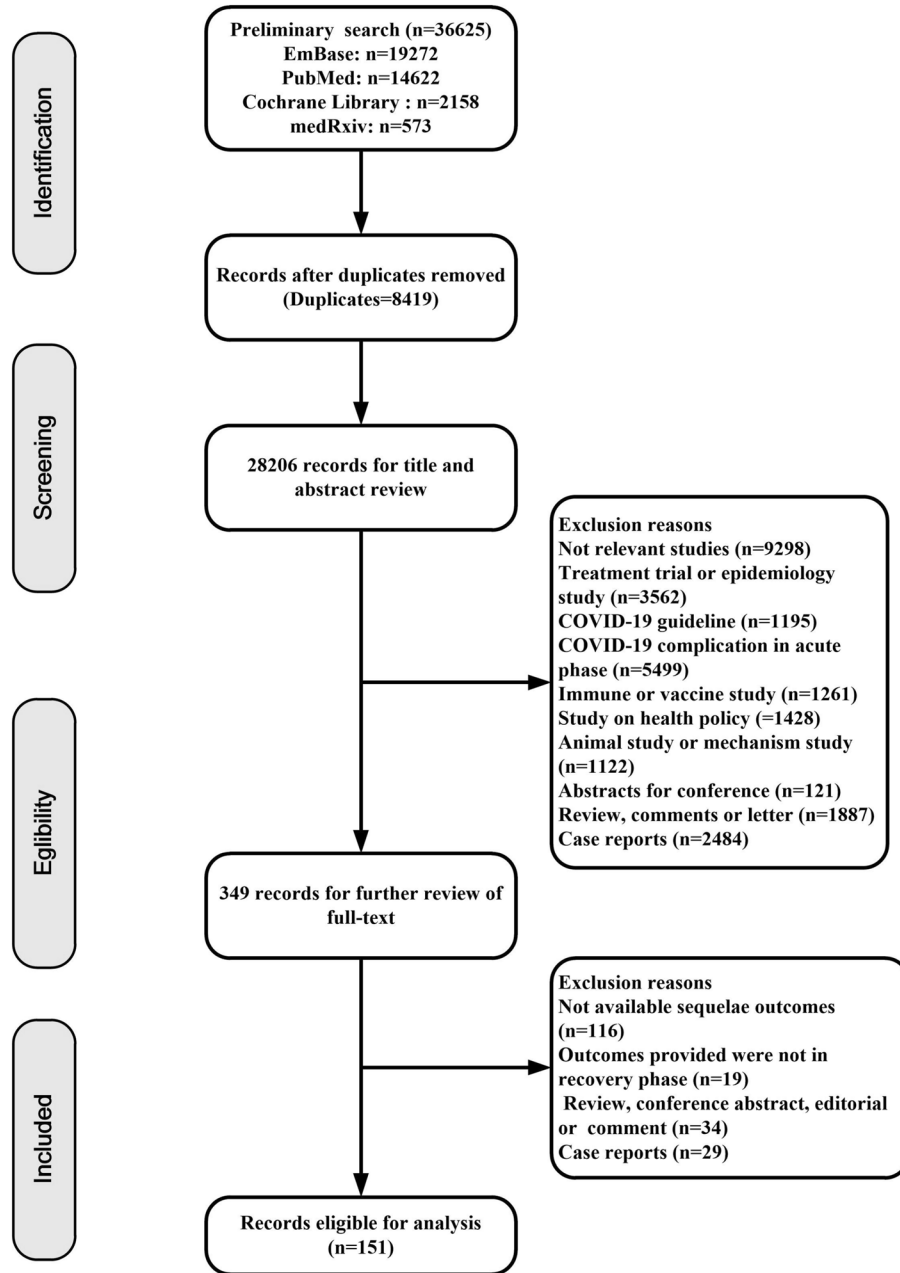 Identification
Preliminary search (n=36625)
EmBase: n=19272
PubMed: n=14622
Cochrane Library : n=2158
medRxiv: n=573
Records after duplicates removed
(Duplicates=8419)
Screening
28206 records for title and
abstract review
Exclusion reasons
Not relevant studies (n=9298)
Treatment trial or epidemiology
study (n=3562)
COVID-19 guideline (n=1195)
COVID-19 complication in acute
phase (n=5499)
Immune or vaccine study (n=1261)
Study on health policy (=1428)
Animal study or mechanism study
(n=1122)
Abstracts for conference (n=121)
Review, comments or letter (n=1887)
Case reports (n=2484)
Eglibility
349 records for further review of
full-text
Exclusion reasons
Not available sequelae outcomes
(n=116)
Outcomes provided were not in
recovery phase (n=19)
Review, conference abstract, editorial
or comment (n=34)
Case reports (n=29)
Included
Records eligible for analysis
(n=151)